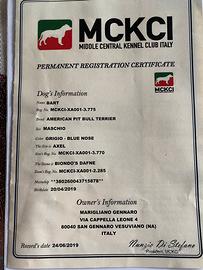 MCKCI
MIDDLE CENTRAL KENNEL CLUB ITALY
PERMANENT REGISTRATION CERTIFICATE
MCKCI
Dog's Information
Name BART
Reg. No. MCKCI-XA001-3.775
Breed AMERICAN PIT BULL TERRIER
Sex MASCHIO
Color GRIGIO - BLUE NOSE
The Sire is AXEL
Sire's Reg. No. MCKCI-XA001-3.770
The Dame is BIONDO'S DAFNE
Dam's Reg. No. MCKCI-XA001-2.285
Microchip **380260043715878**
Birthdate 20/04/2019
Owner's Information
MARIGLIANO GENNARO
VIA CAPPELLA LEONE 4
80040 SAN GENNARO VESUVIANO (NA)
ITALY
Record's date 24/06/2019
Nunzio Di Stefano
President, MCKCI